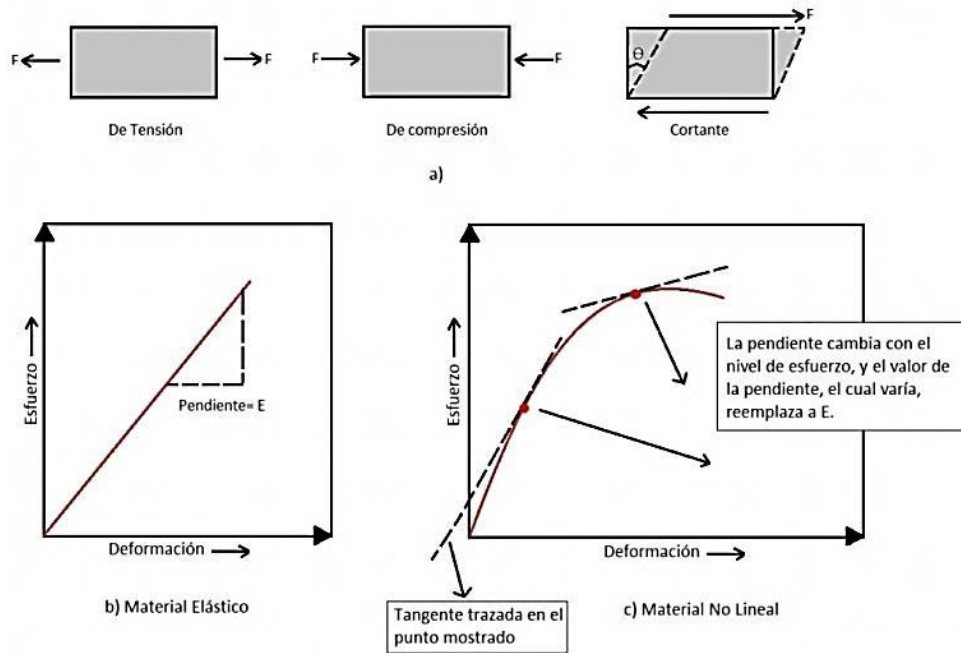 F
F
De Tensión
F
F
De compresión
F
Θ
Cortante
a)
Esfuerzo
Pendiente= E
Deformación
b) Material Elástico
Esfuerzo
La pendiente cambia con el
nivel de esfuerzo, y el valor de
la pendiente, el cual varía,
reemplaza a E.
Deformación
Tangente trazada en el
punto mostrado
c) Material No Lineal